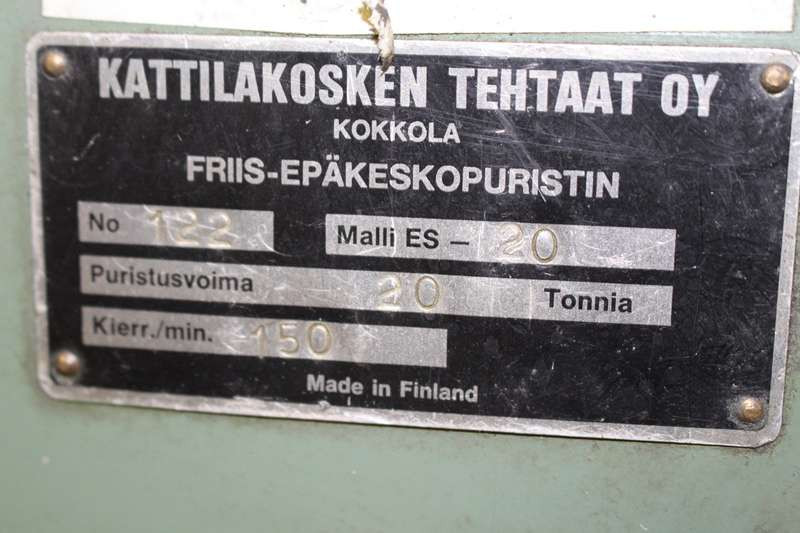 KATTILAKOSKEN TEHTAAT OY
KOKKOLA
FRIIS-EPÄKESKOPURISTIN
No 122 Malli ES – 20
Puristusvoima 20 Tonnia
Kierr./min. 150
Made in Finland